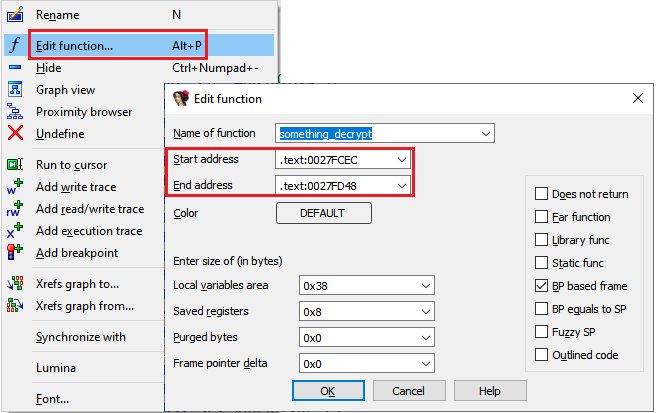 Rename N
Edit function... Alt+P
Hide Ctrl+Numpad+-
Graph view
Proximity browser
Undefine
Run to cursor
Add write trace
Add read/write trace
Add execution trace
Add breakpoint
Xrefs graph to...
Xrefs graph from...
Synchronize with
Lumina
Font...
Edit function
Name of function something_decrypt
Start address .text:0027FCEC
End address .text:0027FD48
Color DEFAULT
Enter size of (in bytes)
Local variables area 0x38
Saved registers 0x8
Purged bytes 0x0
Frame pointer delta 0x0
Does not return
Far function
Library func
Static func
BP based frame
BP equals to SP
Fuzzy SP
Outlined code
OK Cancel Help